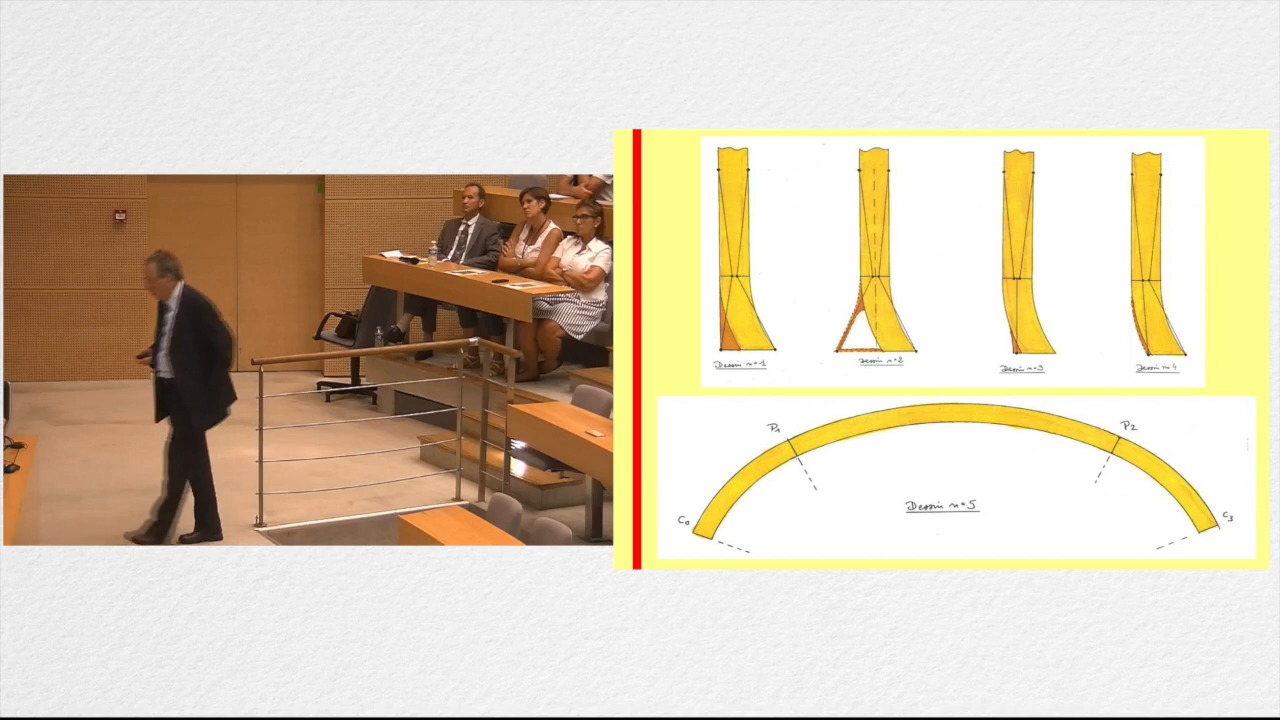 Dessin n°1
Dessin n°2
Dessin n°3
Dessin n°4
P1
P2
Dessin n°5
C0
C3